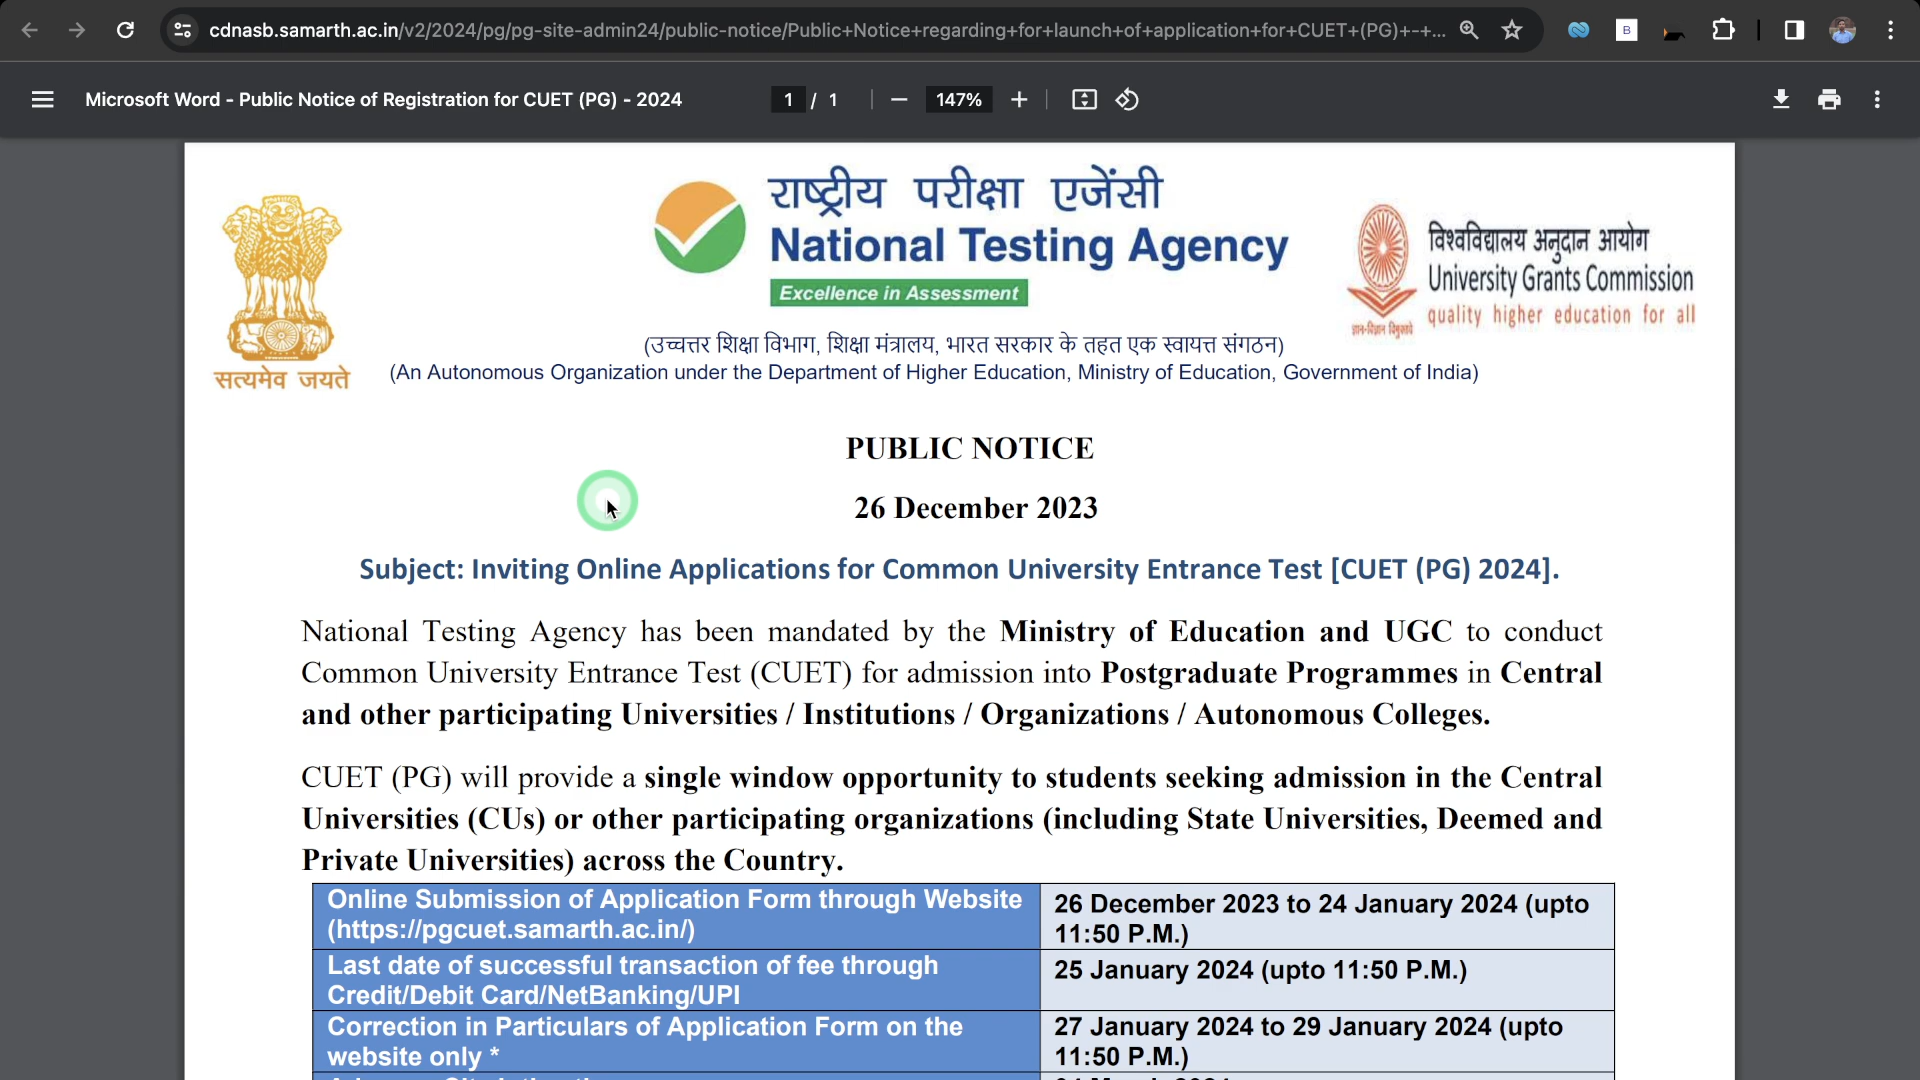 cdnasb.samarth.ac.in/v2/2024/pg/pg-site-admin24/public-notice/Public+Notice+regarding+for+launch+of+application+for+CUET+(PG)+-+...
B
Microsoft Word - Public Notice of Registration for CUET (PG) - 2024
1 / 1
147%
राष्ट्रीय परीक्षा एजेंसी
National Testing Agency
Excellence in Assessment
विश्वविद्यालय अनुदान आयोग
University Grants Commission
quality higher education for all
ज्ञान-विज्ञान विमुक्तये
सत्यमेव जयते
(उच्चत्तर शिक्षा विभाग, शिक्षा मंत्रालय, भारत सरकार के तहत एक स्वायत्त संगठन)
(An Autonomous Organization under the Department of Higher Education, Ministry of Education, Government of India)
PUBLIC NOTICE
26 December 2023
Subject: Inviting Online Applications for Common University Entrance Test [CUET (PG) 2024].
National Testing Agency has been mandated by the Ministry of Education and UGC to conduct
Common University Entrance Test (CUET) for admission into Postgraduate Programmes in Central
and other participating Universities / Institutions / Organizations / Autonomous Colleges.
CUET (PG) will provide a single window opportunity to students seeking admission in the Central
Universities (CUs) or other participating organizations (including State Universities, Deemed and
Private Universities) across the Country.
Online Submission of Application Form through Website
(https://pgcuet.samarth.ac.in/)
26 December 2023 to 24 January 2024 (upto
11:50 P.M.)
Last date of successful transaction of fee through
Credit/Debit Card/NetBanking/UPI
25 January 2024 (upto 11:50 P.M.)
Correction in Particulars of Application Form on the
website only *
27 January 2024 to 29 January 2024 (upto
11:50 P.M.)